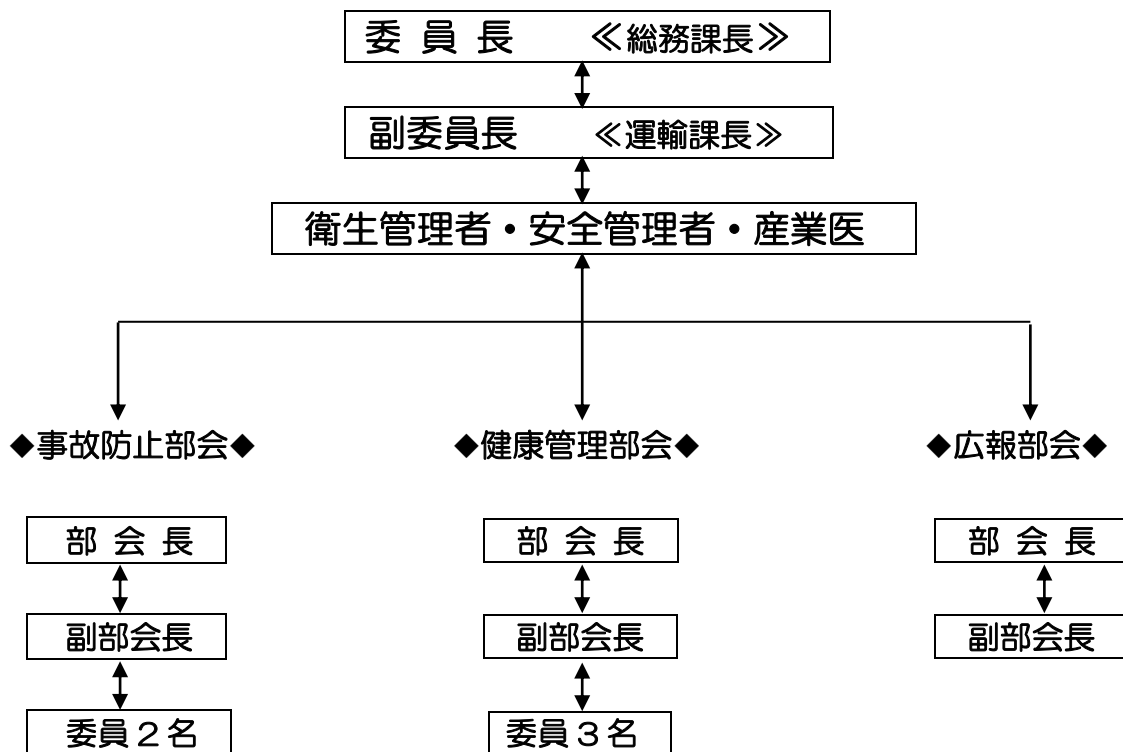 委 員 長　　≪総務課長≫
副委員長　　≪運輸課長≫
衛生管理者・安全管理者・産業医
◆事故防止部会◆　　◆健康管理部会◆　　◆広報部会◆
部 会 長　　部 会 長　　部 会 長
副部会長　　副部会長　　副部会長
委員２名　　委員３名